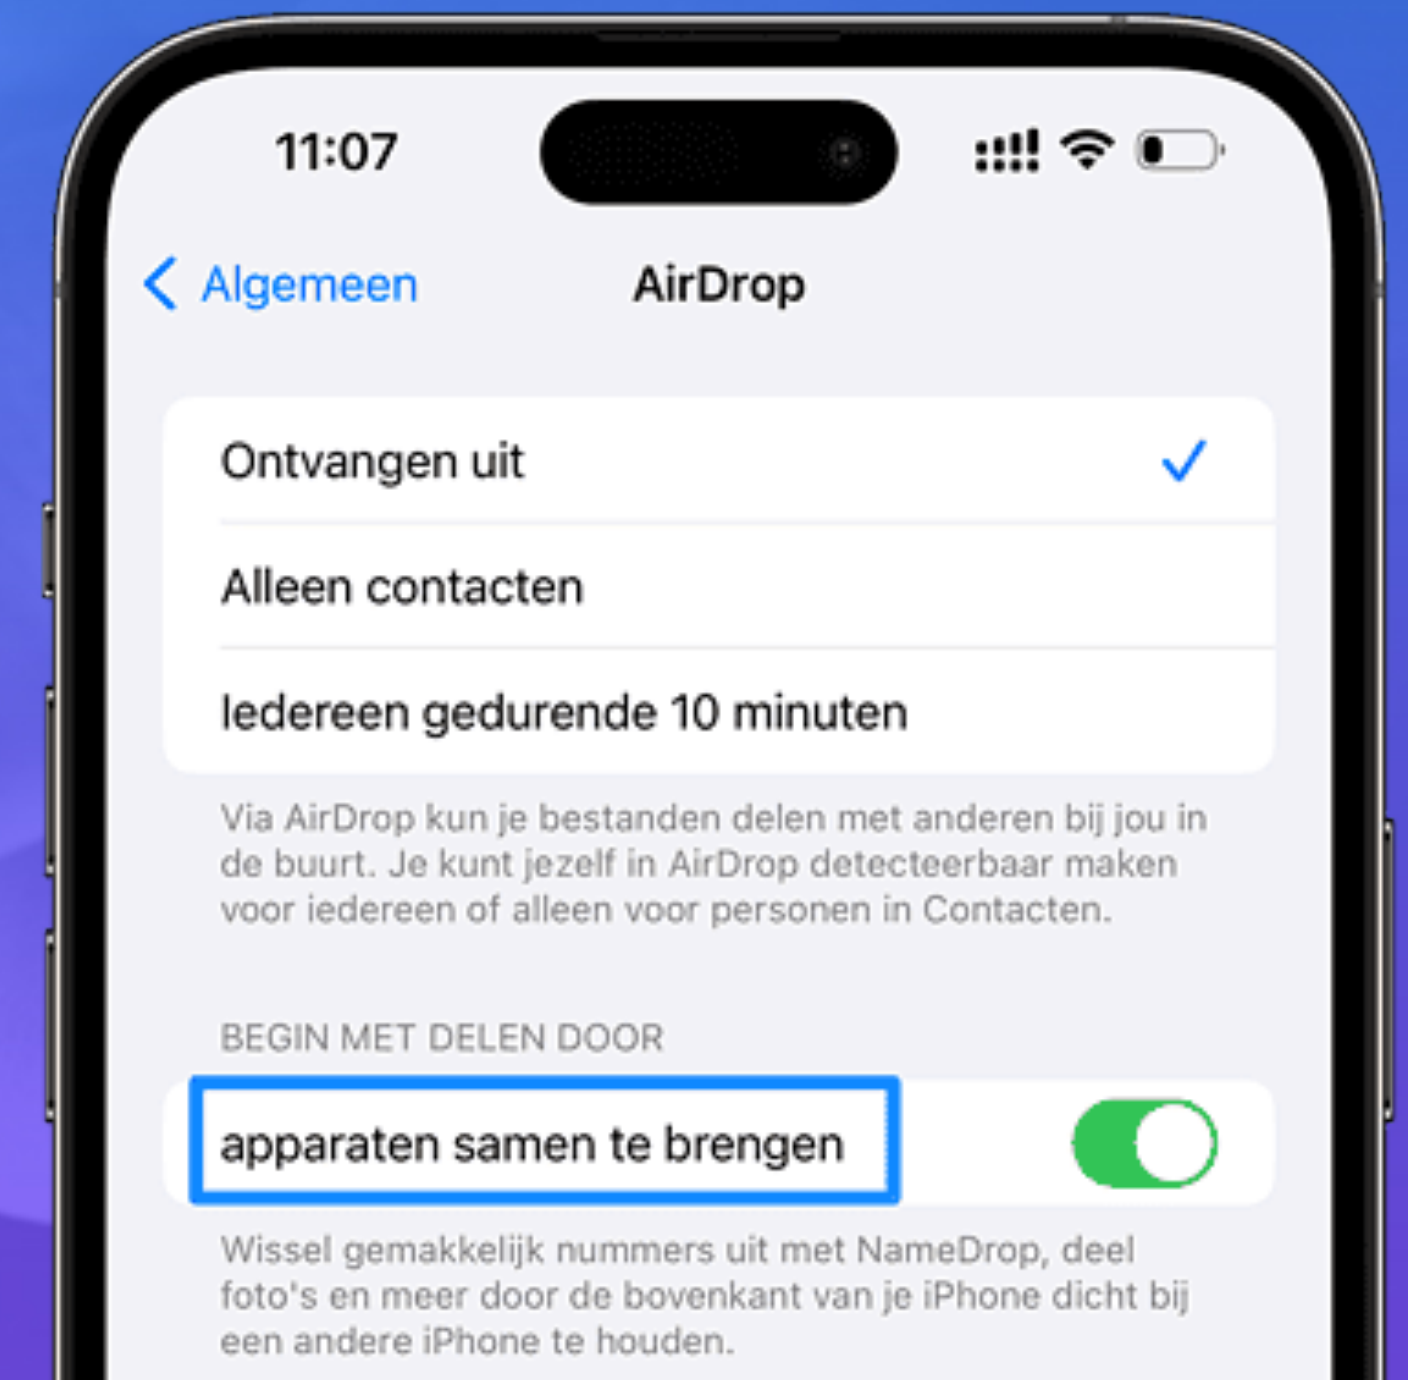 11:07
Algemeen
AirDrop
Ontvangen uit
Alleen contacten
Iedereen gedurende 10 minuten
Via AirDrop kun je bestanden delen met anderen bij jou in
de buurt. Je kunt jezelf in AirDrop detecteerbaar maken
voor iedereen of alleen voor personen in Contacten.
BEGIN MET DELEN DOOR
apparaten samen te brengen
Wissel gemakkelijk nummers uit met NameDrop, deel
foto's en meer door de bovenkant van je iPhone dicht bij
een andere iPhone te houden.